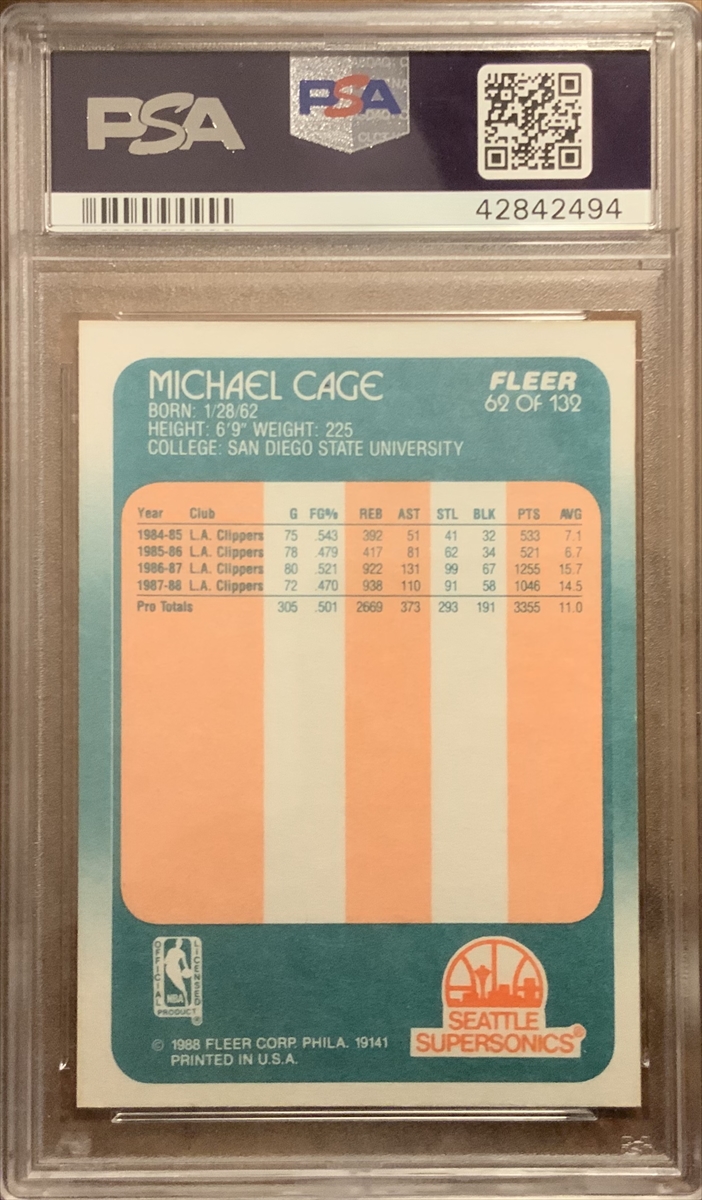 PSA
PSA
42842494
MICHAEL CAGE
FLEER
62 OF 132
BORN: 1/28/62
HEIGHT: 6'9" WEIGHT: 225
COLLEGE: SAN DIEGO STATE UNIVERSITY
Year Club G FG% REB AST STL BLK PTS AVG
1984-85 L.A. Clippers 75 .543 392 51 41 32 533 7.1
1985-86 L.A. Clippers 78 .479 417 81 62 34 521 6.7
1986-87 L.A. Clippers 80 .521 922 131 99 67 1255 15.7
1987-88 L.A. Clippers 72 .470 938 110 91 58 1046 14.5
Pro Totals 305 .501 2669 373 293 191 3355 11.0
OFFICIAL LICENSED
NBA
PRODUCT ®
© 1988 FLEER CORP. PHILA. 19141
PRINTED IN U.S.A.
SEATTLE
SUPERSONICS®